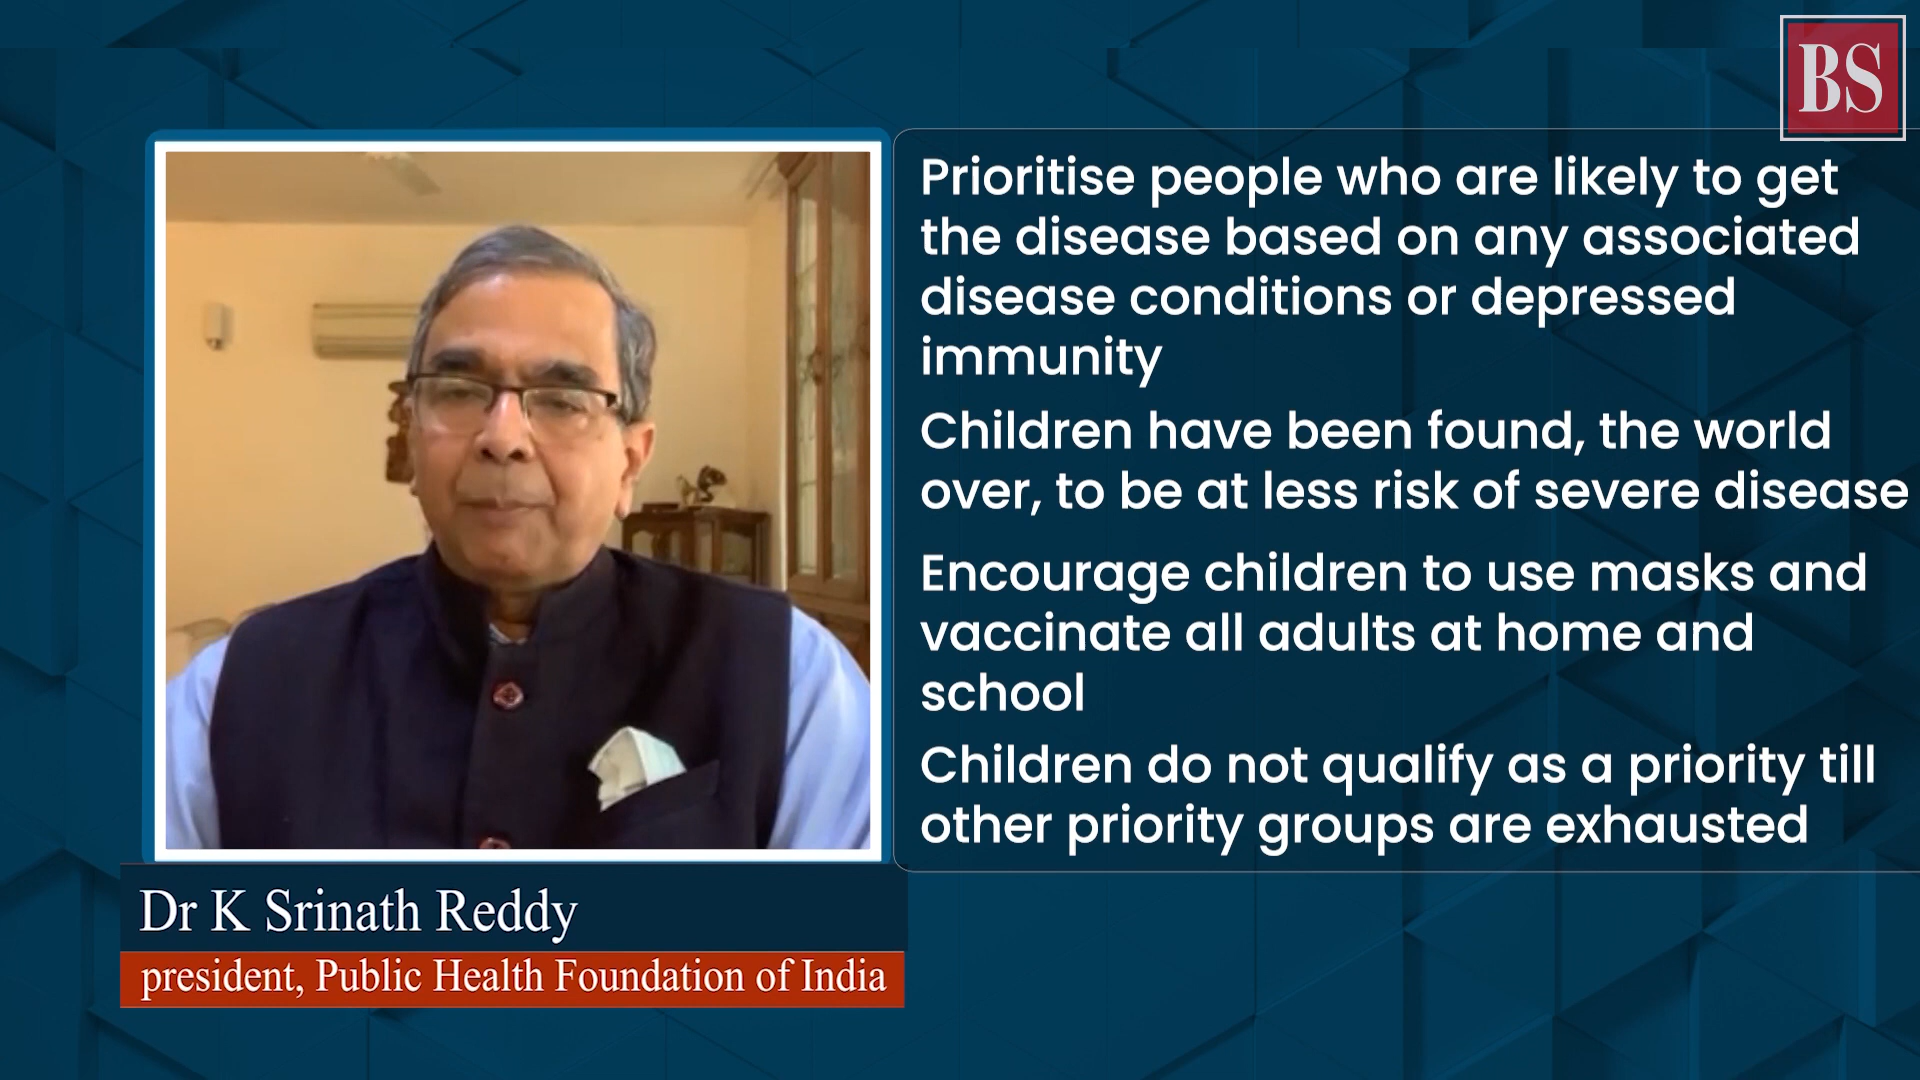 BS
Prioritise people who are likely to get
the disease based on any associated
disease conditions or depressed
immunity
Children have been found, the world
over, to be at less risk of severe disease
Encourage children to use masks and
vaccinate all adults at home and
school
Children do not qualify as a priority till
other priority groups are exhausted
Dr K Srinath Reddy
president, Public Health Foundation of India